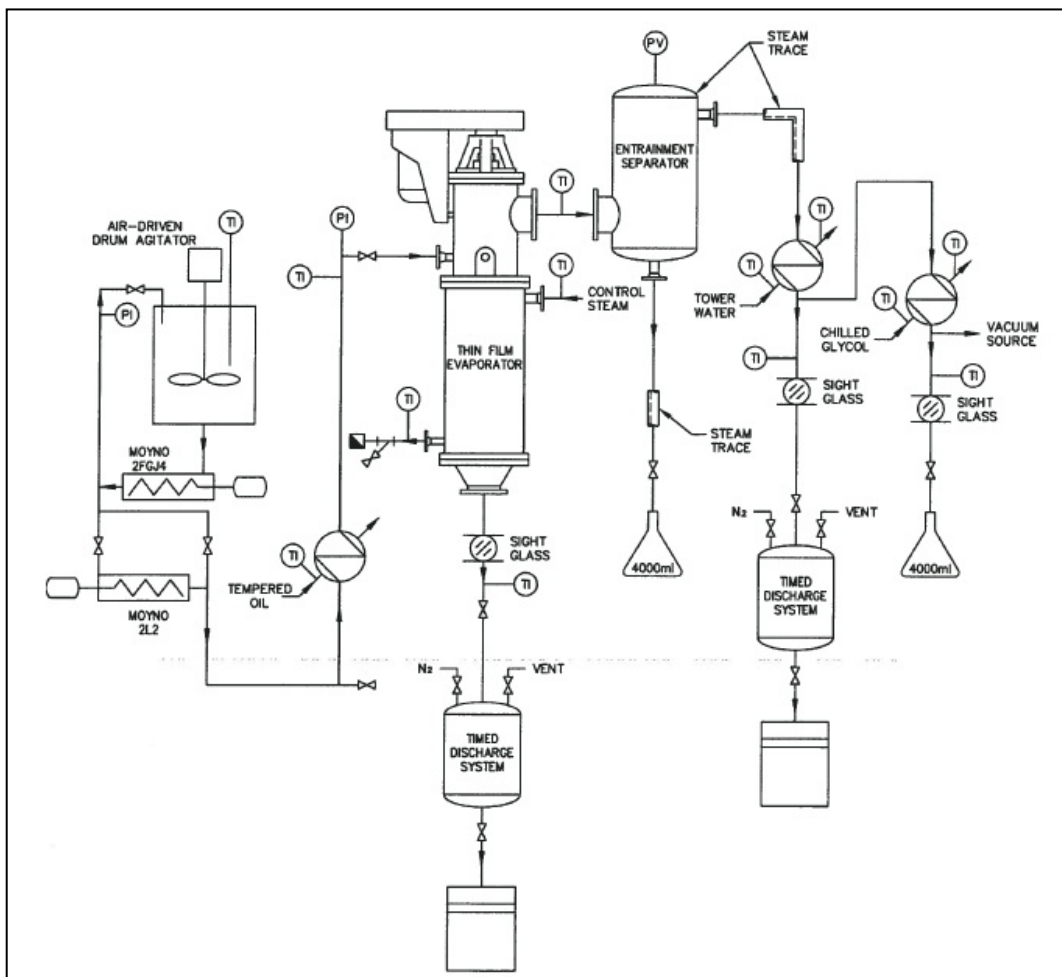 PV
STEAM
TRACE
ENTRAINMENT
SEPARATOR
TI
TI
AIR-DRIVEN
DRUM AGITATOR
PI
TI
TI
TI
TI
TI
TI
CONTROL
STEAM
TOWER
WATER
PI
CHILLED
GLYCOL
VACUUM
SOURCE
THIN FILM
EVAPORATOR
TI
TI
SIGHT
GLASS
SIGHT
GLASS
TI
STEAM
TRACE
MOYNO
2FGJ4
N2
VENT
SIGHT
GLASS
TI
4000ml
4000ml
TI
TEMPERED
OIL
TIMED
DISCHARGE
SYSTEM
MOYNO
2L2
N2
VENT
TIMED
DISCHARGE
SYSTEM